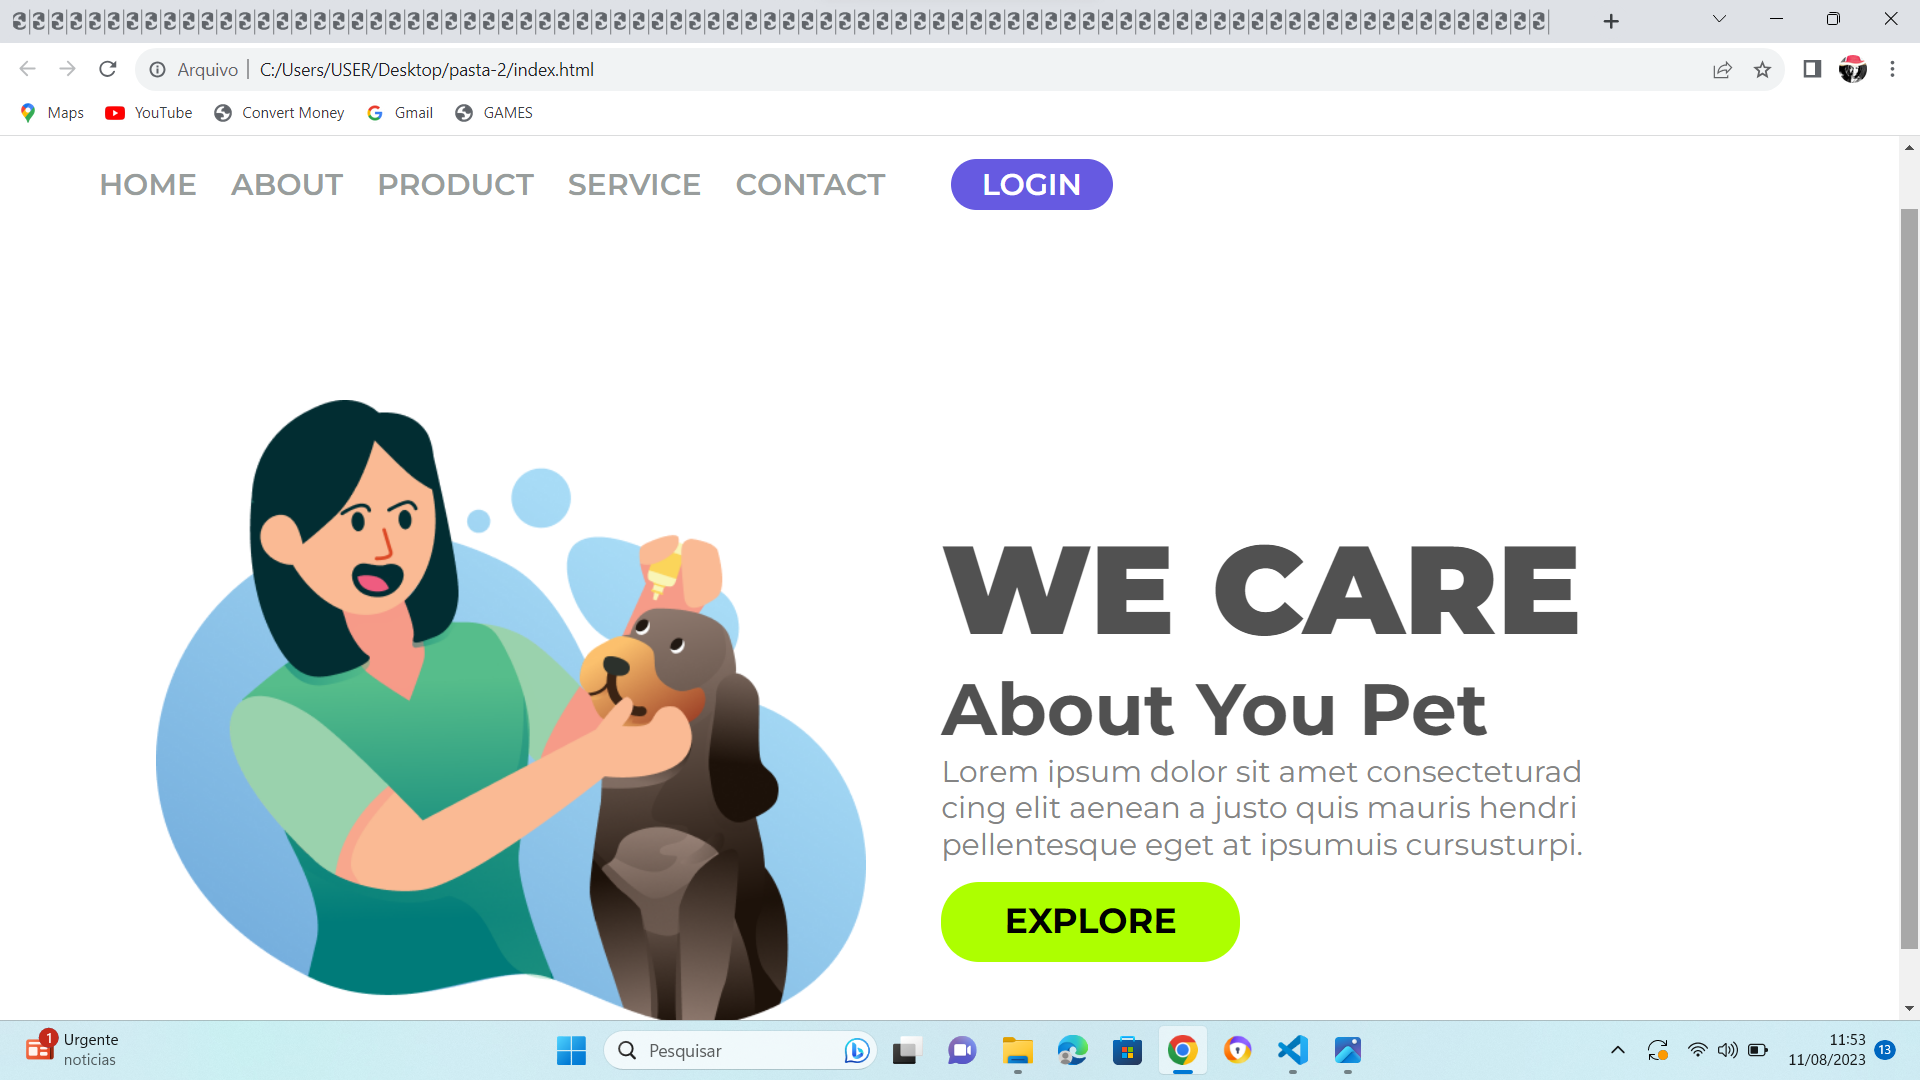 Arquivo C:/Users/USER/Desktop/pasta-2/index.html
Maps YouTube Convert Money Gmail GAMES
HOME ABOUT PRODUCT SERVICE CONTACT LOGIN
WE CARE
About You Pet
Lorem ipsum dolor sit amet consecteturad
cing elit aenean a justo quis mauris hendri
pellentesque eget at ipsumuis cursusturpi.
EXPLORE
1
Urgente
noticias
Pesquisar
11:53
11/08/2023
13